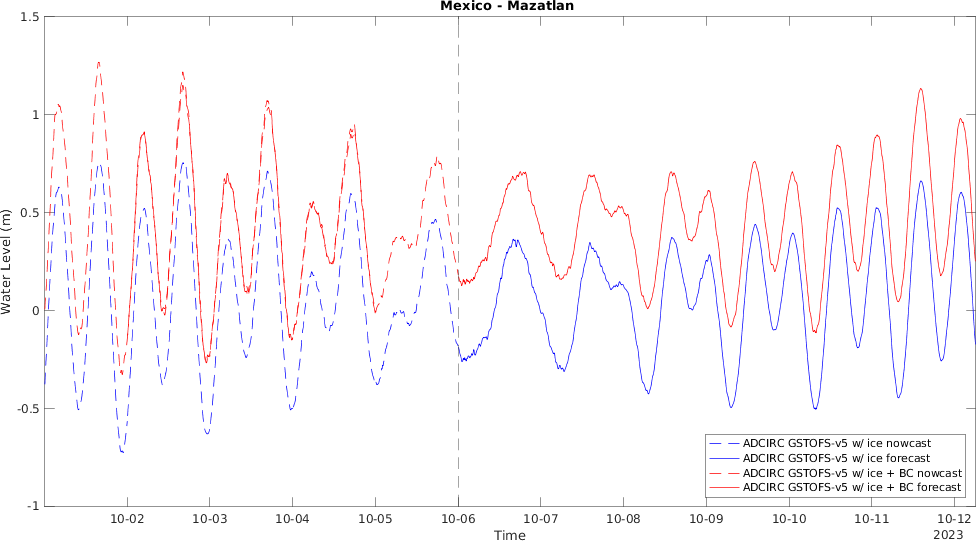 Mexico - Mazatlan
Water Level (m)
1.5
1
0.5
0
-0.5
-1
10-02 10-03 10-04 10-05 10-06 10-07 10-08 10-09 10-10 10-11 10-12
2023
Time
ADCIRC GSTOFS-v5 w/ ice nowcast
ADCIRC GSTOFS-v5 w/ ice forecast
ADCIRC GSTOFS-v5 w/ ice + BC nowcast
ADCIRC GSTOFS-v5 w/ ice + BC forecast